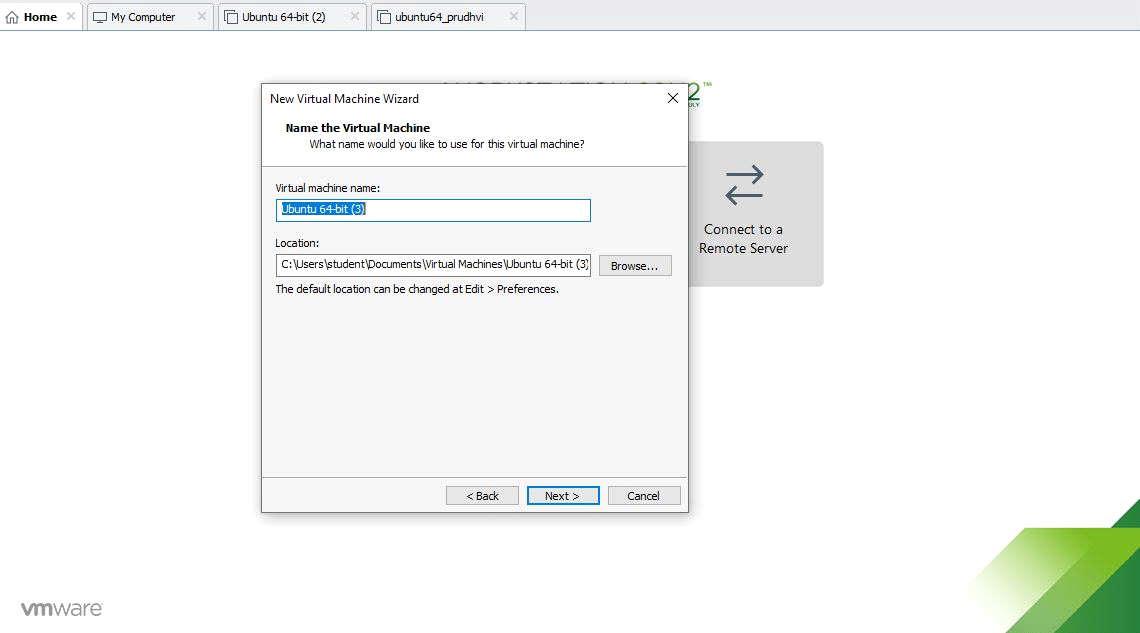 Home
My Computer
Ubuntu 64-bit (2)
ubuntu64_prudhvi
2™
New Virtual Machine Wizard
Name the Virtual Machine
What name would you like to use for this virtual machine?
Virtual machine name:
Ubuntu 64-bit (3)
Location:
C:\Users\student\Documents\Virtual Machines\Ubuntu 64-bit (3)
Browse...
The default location can be changed at Edit > Preferences.
Connect to a
Remote Server
< Back
Next >
Cancel
vmware